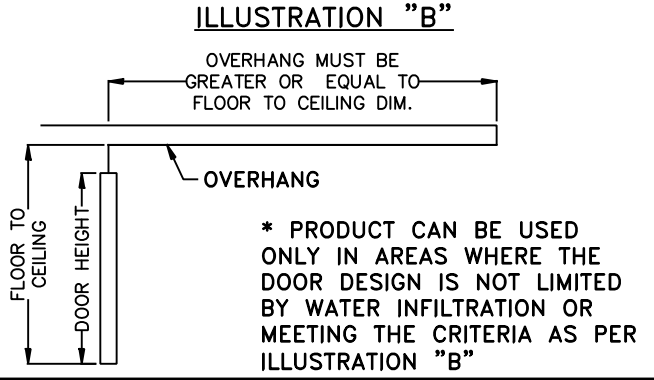 ILLUSTRATION "B"
OVERHANG MUST BE
GREATER OR EQUAL TO
FLOOR TO CEILING DIM.
OVERHANG
FLOOR TO
CEILING
DOOR HEIGHT
* PRODUCT CAN BE USED
ONLY IN AREAS WHERE THE
DOOR DESIGN IS NOT LIMITED
BY WATER INFILTRATION OR
MEETING THE CRITERIA AS PER
ILLUSTRATION "B"